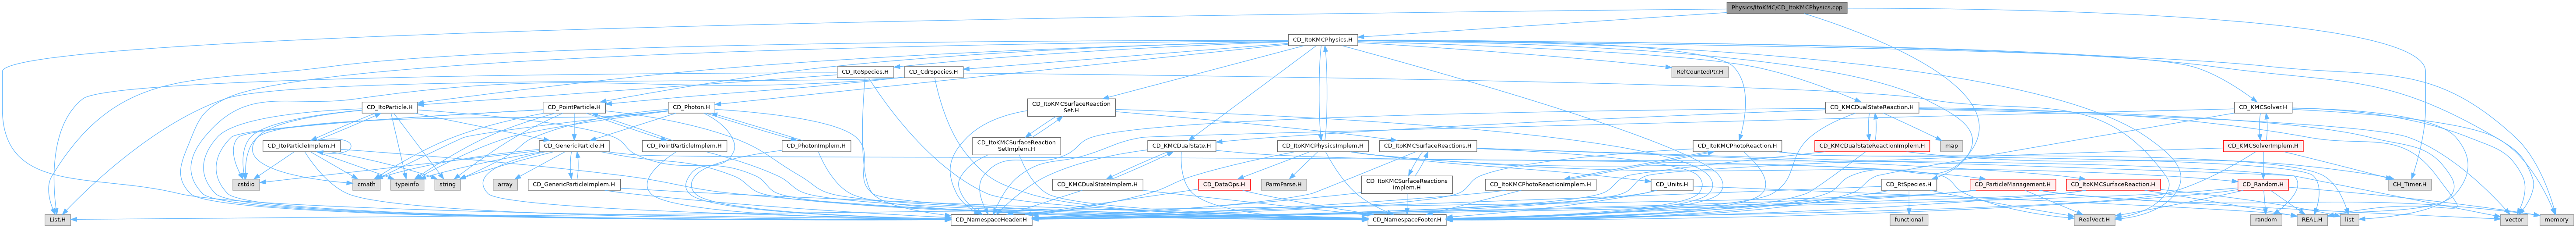 Physics/ItoKMC/CD_ItoKMCPhysics.cpp
CD_ItoKMCPhysics.H
CD_ItoSpecies.H
CD_CdrSpecies.H
RefCountedPtr.H
CD_ItoParticle.H
CD_PointParticle.H
CD_Photon.H
CD_ItoKMCSurfaceReaction
Set.H
CD_KMCDualStateReaction.H
CD_KMCSolver.H
CD_ItoParticleImplem.H
CD_GenericParticle.H
CD_PointParticleImplem.H
CD_PhotonImplem.H
CD_ItoKMCSurfaceReaction
SetImplem.H
CD_KMCDualState.H
CD_ItoKMCPhysicsImplem.H
CD_ItoKMCSurfaceReactions.H
CD_ItoKMCPhotoReaction.H
CD_KMCDualStateReactionImplem.H
map
CD_KMCSolverImplem.H
cstdio
cmath
typeinfo
string
array
CD_GenericParticleImplem.H
CD_KMCDualStateImplem.H
CD_DataOps.H
ParmParse.H
CD_ItoKMCSurfaceReactions
Implem.H
CD_ItoKMCPhotoReactionImplem.H
CD_Units.H
CD_RtSpecies.H
CD_ParticleManagement.H
CD_ItoKMCSurfaceReaction.H
CD_Random.H
CH_Timer.H
List.H
CD_NamespaceHeader.H
CD_NamespaceFooter.H
functional
RealVect.H
random
REAL.H
list
vector
memory